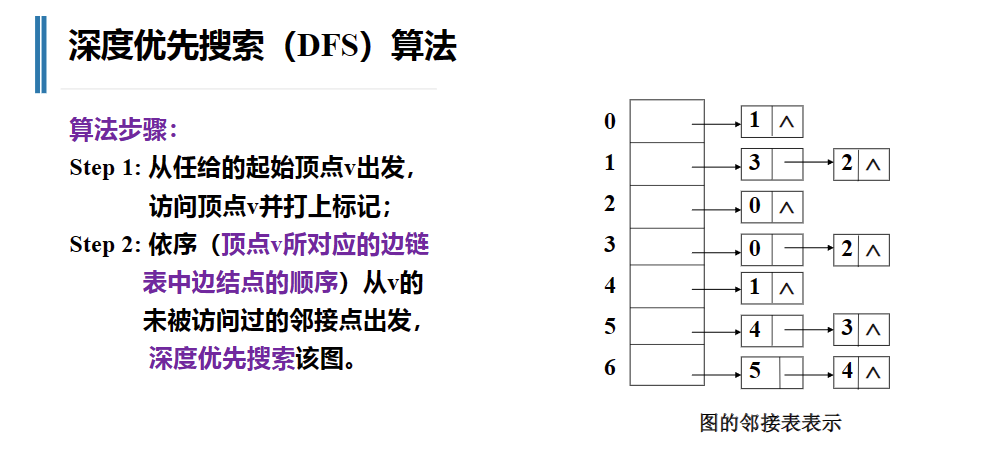 深度优先搜索（DFS）算法
算法步骤：
Step 1: 从任给的起始顶点v出发，
访问顶点v并打上标记；
Step 2: 依序（顶点v所对应的边链
表中边结点的顺序）从v的
未被访问过的邻接点出发，
深度优先搜索该图。
0 1 ∧
1 3 2 ∧
2 0 ∧
3 0 2 ∧
4 1 ∧
5 4 3 ∧
6 5 4 ∧
图的邻接表表示